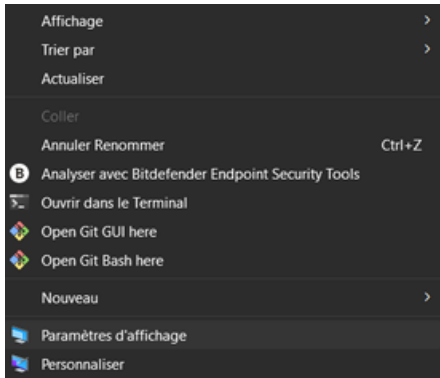 Affichage
Trier par
Actualiser
Coller
Annuler Renommer Ctrl+Z
B Analyser avec Bitdefender Endpoint Security Tools
Ouvrir dans le Terminal
Open Git GUI here
Open Git Bash here
Nouveau
Paramètres d'affichage
Personnaliser